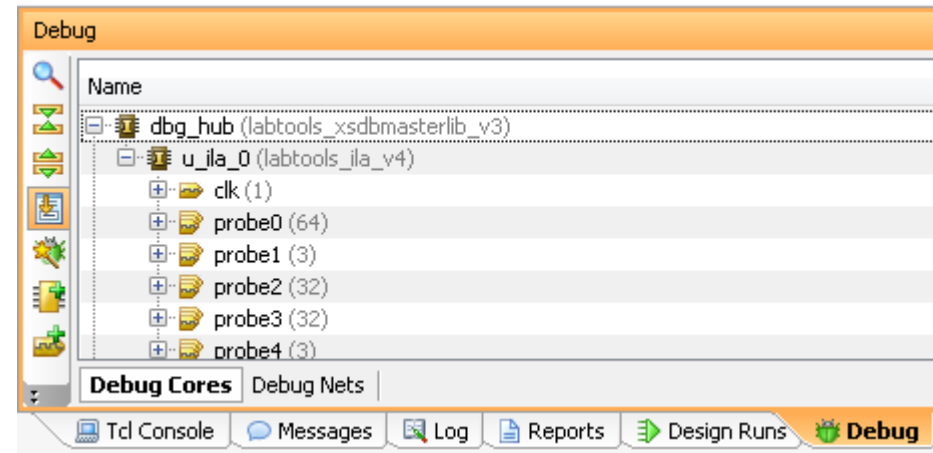 Debug
Name
dbg_hub (labtools_xsdbmasterlib_v3)
u_ila_0 (labtools_ila_v4)
clk (1)
probe0 (64)
probe1 (3)
probe2 (32)
probe3 (32)
probe4 (3)
Debug Cores Debug Nets
Tcl Console Messages Log Reports Design Runs Debug